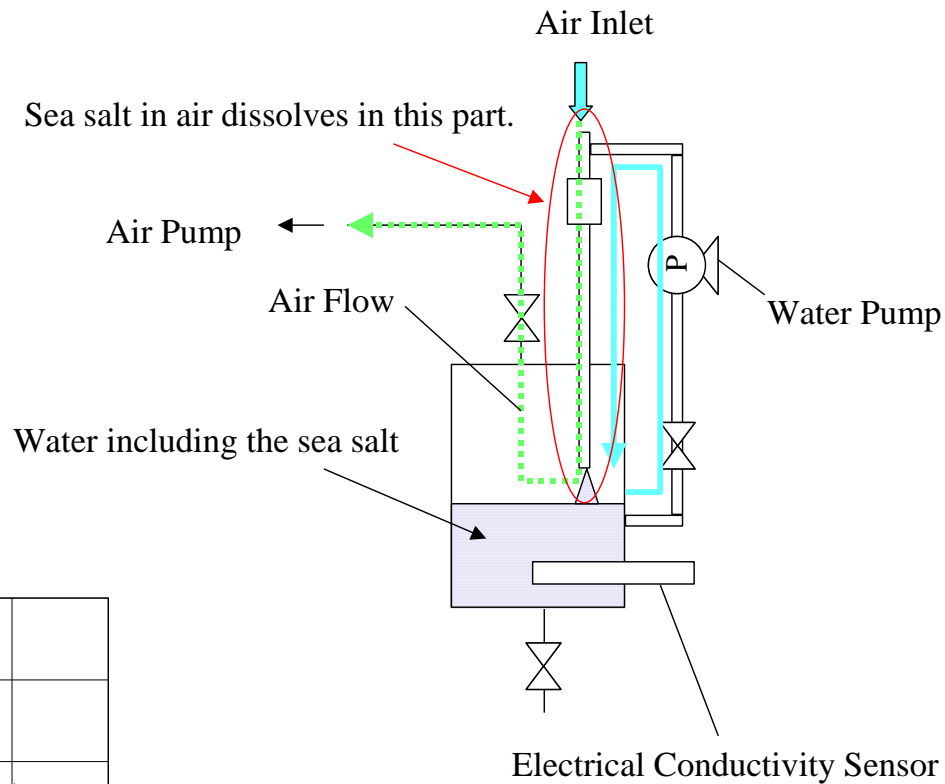 Air Inlet
Sea salt in air dissolves in this part.
Air Pump
P
Air Flow
Water Pump
Water including the sea salt
Electrical Conductivity Sensor